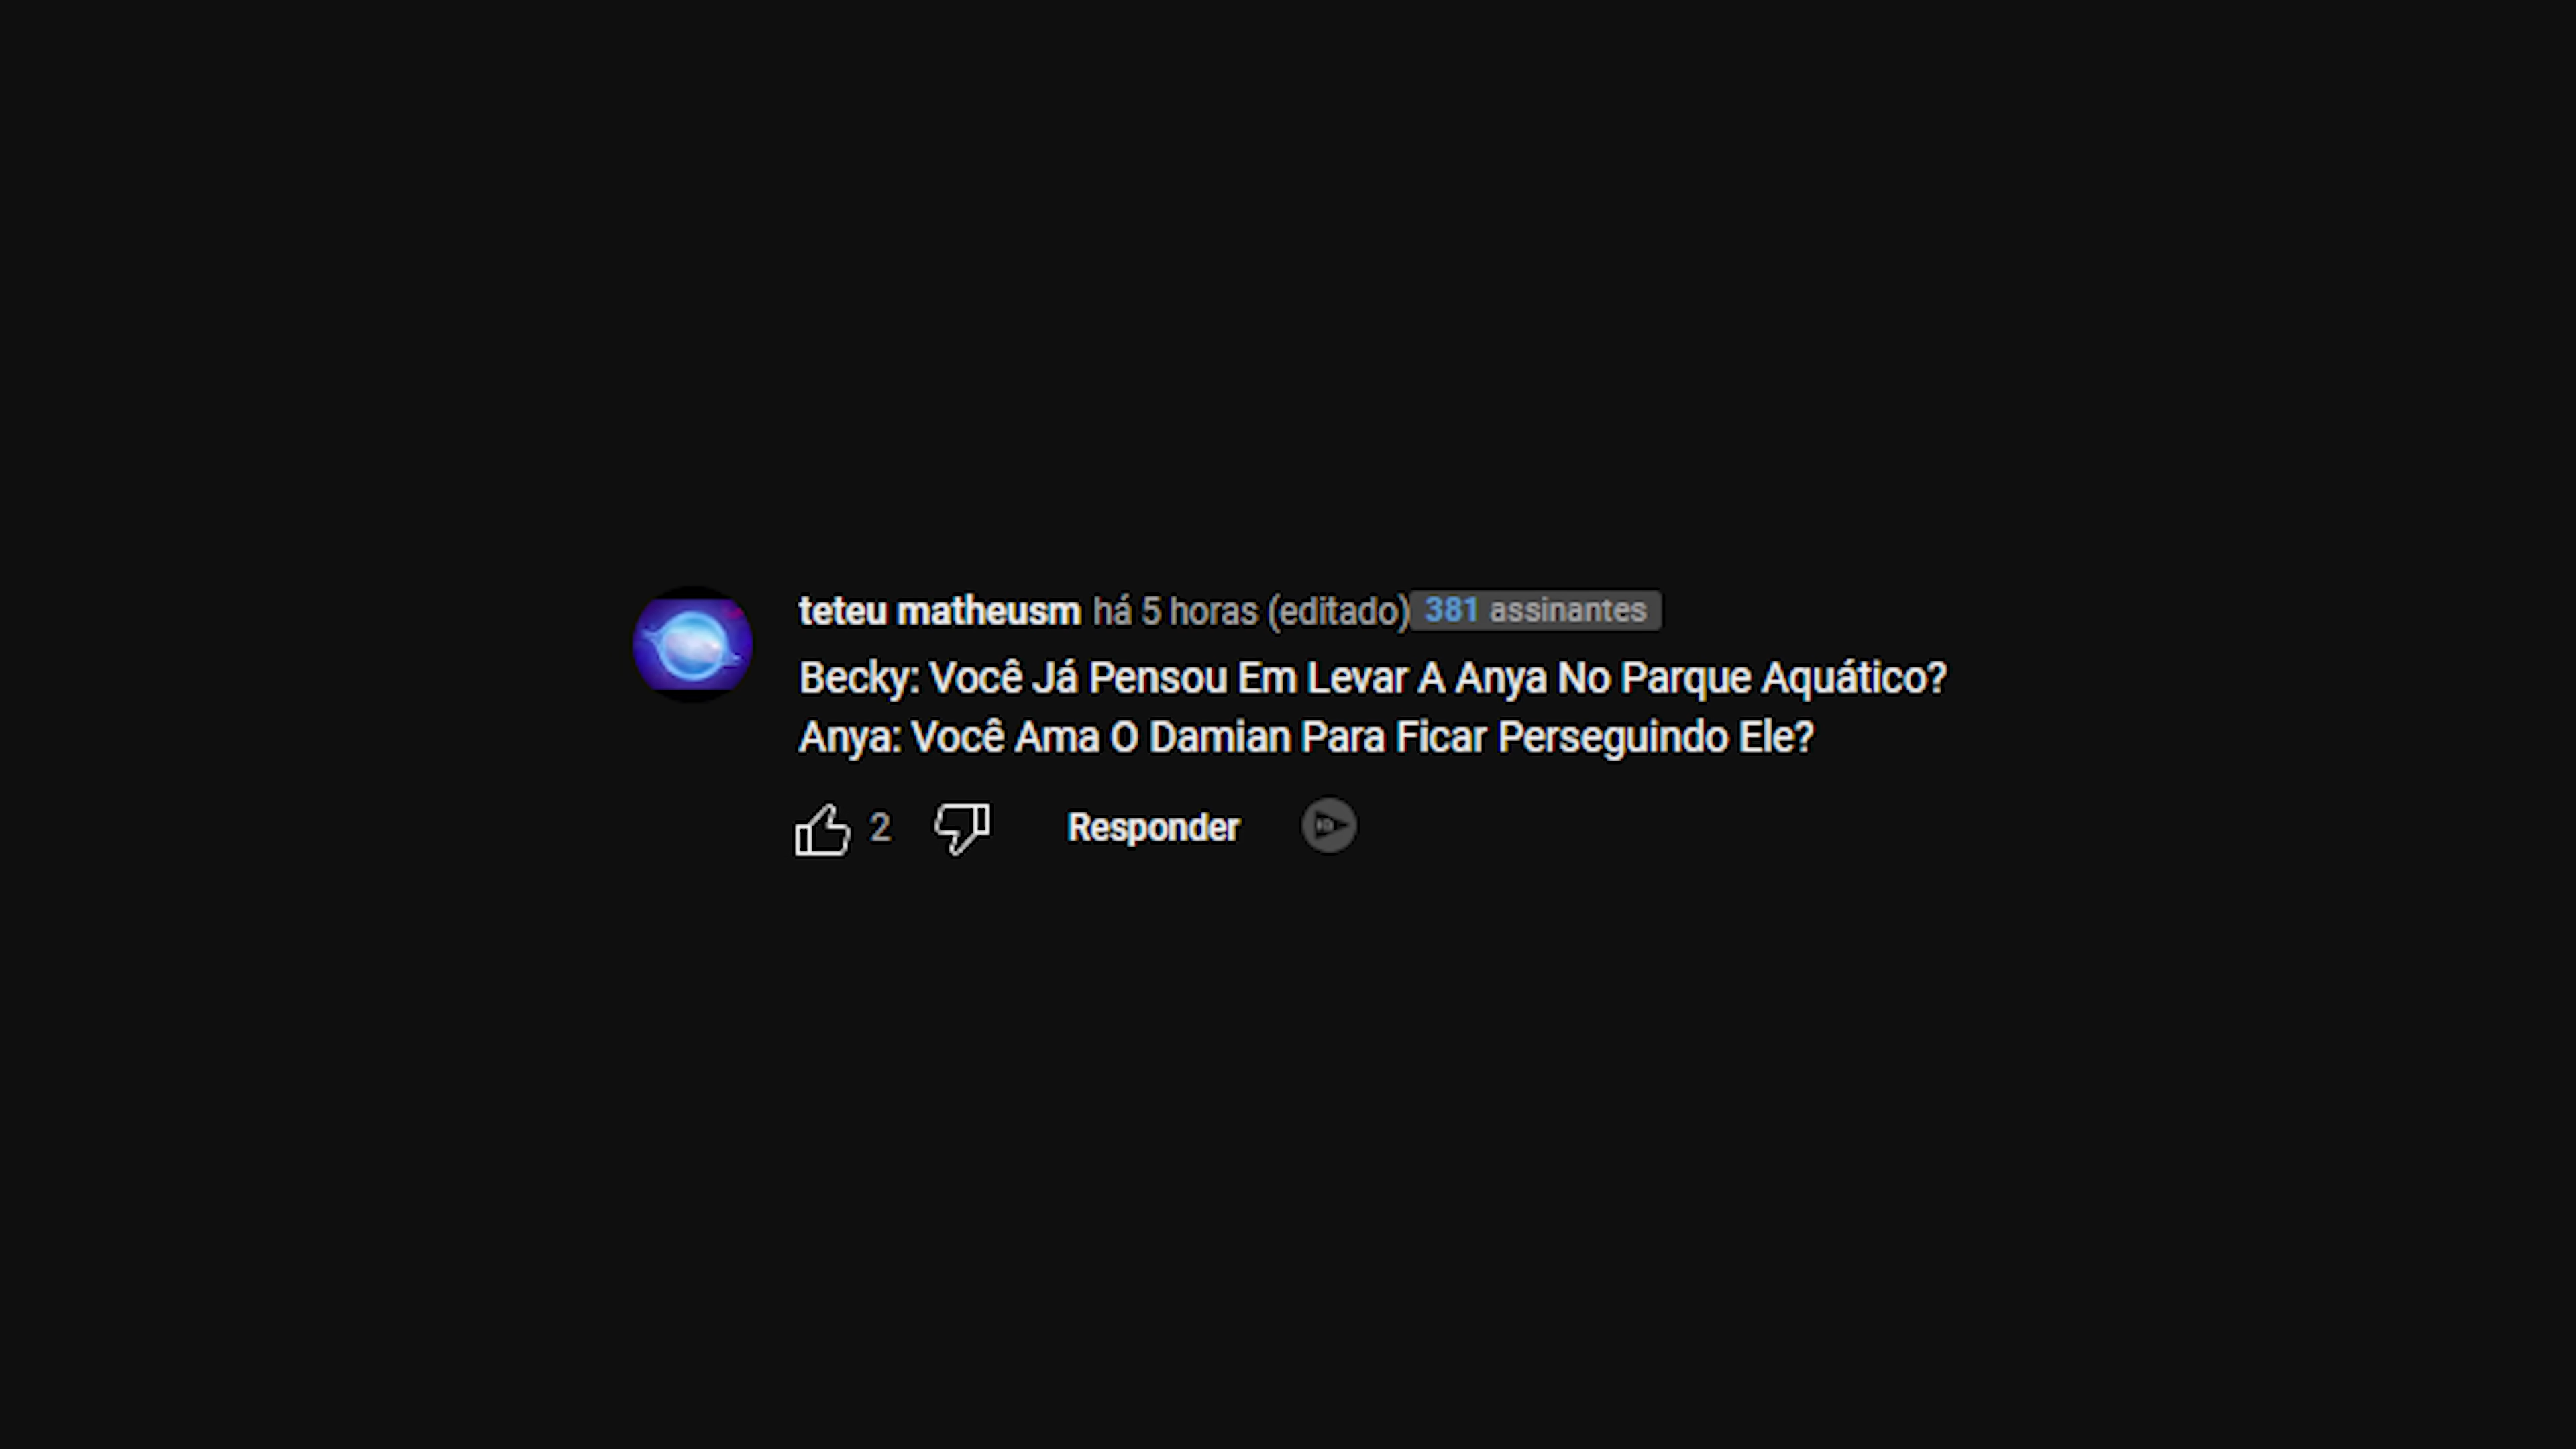 teteu matheusm há 5 horas (editado) 381 assinantes
Becky: Você Já Pensou Em Levar A Anya No Parque Aquático?
Anya: Você Ama O Damian Para Ficar Perseguindo Ele?
2 Responder